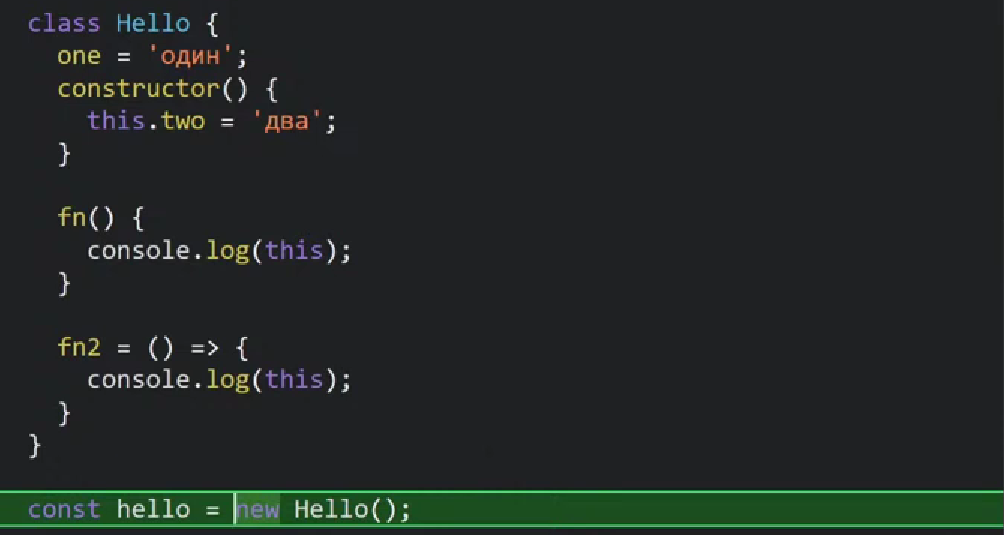 class Hello {
one = 'один';
constructor() {
this.two = 'два';
}
fn() {
console.log(this);
}
fn2 = () => {
console.log(this);
}
}
const hello = new Hello();